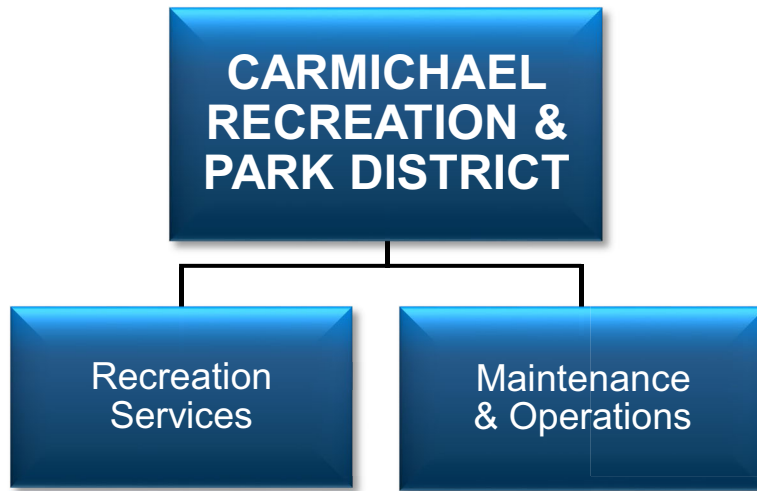 CARMICHAEL
RECREATION &
PARK DISTRICT
Recreation
Services
Maintenance
& Operations